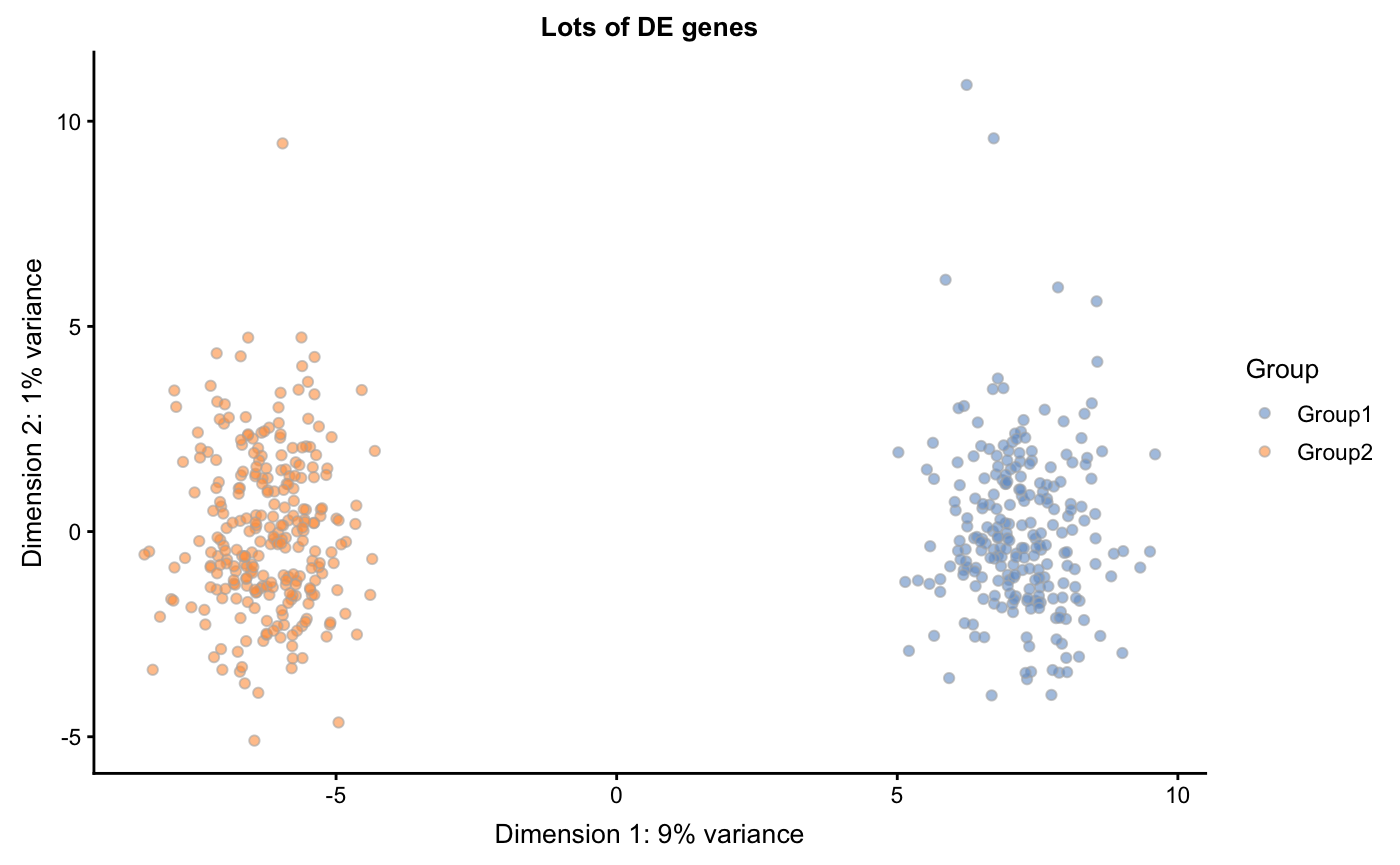 Lots of DE genes
10
5
0
-5
Dimension 2: 1% variance
-5
0
5
10
Dimension 1: 9% variance
Group
Group1
Group2